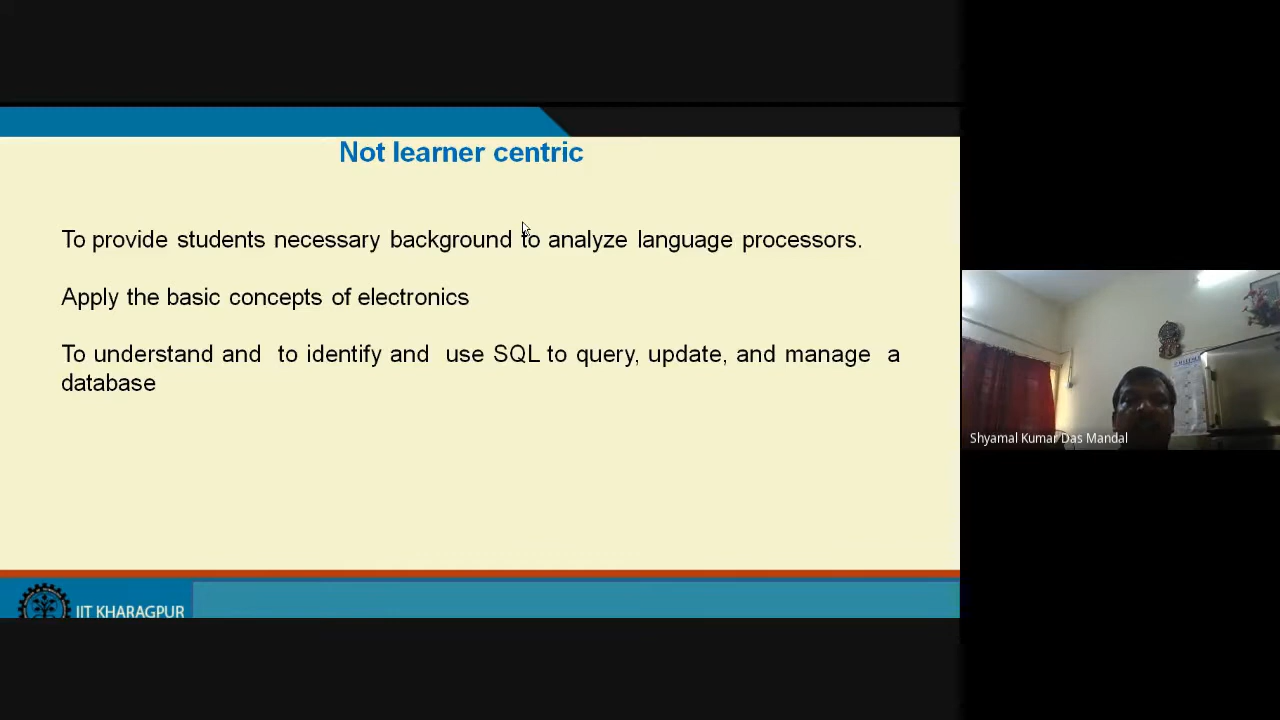 Not learner centric
To provide students necessary background to analyze language processors.
Apply the basic concepts of electronics
To understand and to identify and use SQL to query, update, and manage a
database
Shyamal Kumar Das Mandal
IIT KHARAGPUR